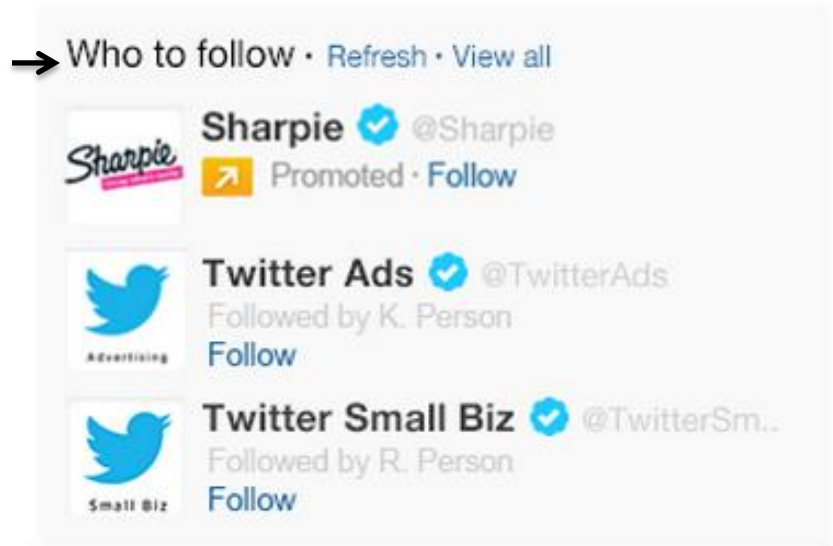 Who to follow · Refresh · View all
Sharpie @Sharpie
Sharpie
Promoted · Follow
Twitter Ads @TwitterAds
Followed by K. Person
Advertising
Follow
Twitter Small Biz @TwitterSm..
Followed by R. Person
Small Biz
Follow